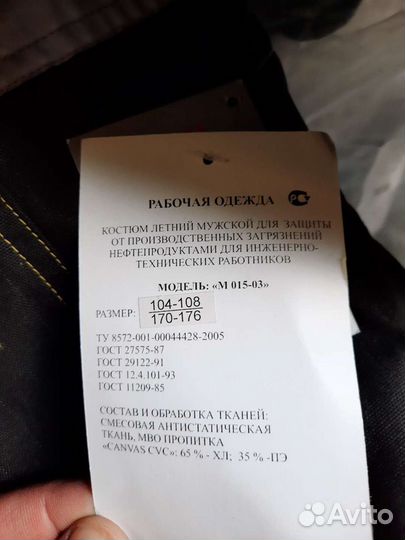 РАБОЧАЯ ОДЕЖДА
КОСТЮМ ЛЕТНИЙ МУЖСКОЙ ДЛЯ ЗАЩИТЫ
ОТ ПРОИЗВОДСТВЕННЫХ ЗАГРЯЗНЕНИЙ
НЕФТЕПРОДУКТАМИ ДЛЯ ИНЖЕНЕРНО-
ТЕХНИЧЕСКИХ РАБОТНИКОВ
МОДЕЛЬ: «М 015-03»
РАЗМЕР: 104-108
170-176
ТУ 8572-001-00044428-2005
ГОСТ 27575-87
ГОСТ 29122-91
ГОСТ 12.4.101-93
ГОСТ 11209-85
СОСТАВ И ОБРАБОТКА ТКАНЕЙ:
СМЕСОВАЯ АНТИСТАТИЧЕСКАЯ
ТКАНЬ, МВО ПРОПИТКА
«CANVAS CVC»: 65 % - ХЛ; 35 % -ПЭ
Avito